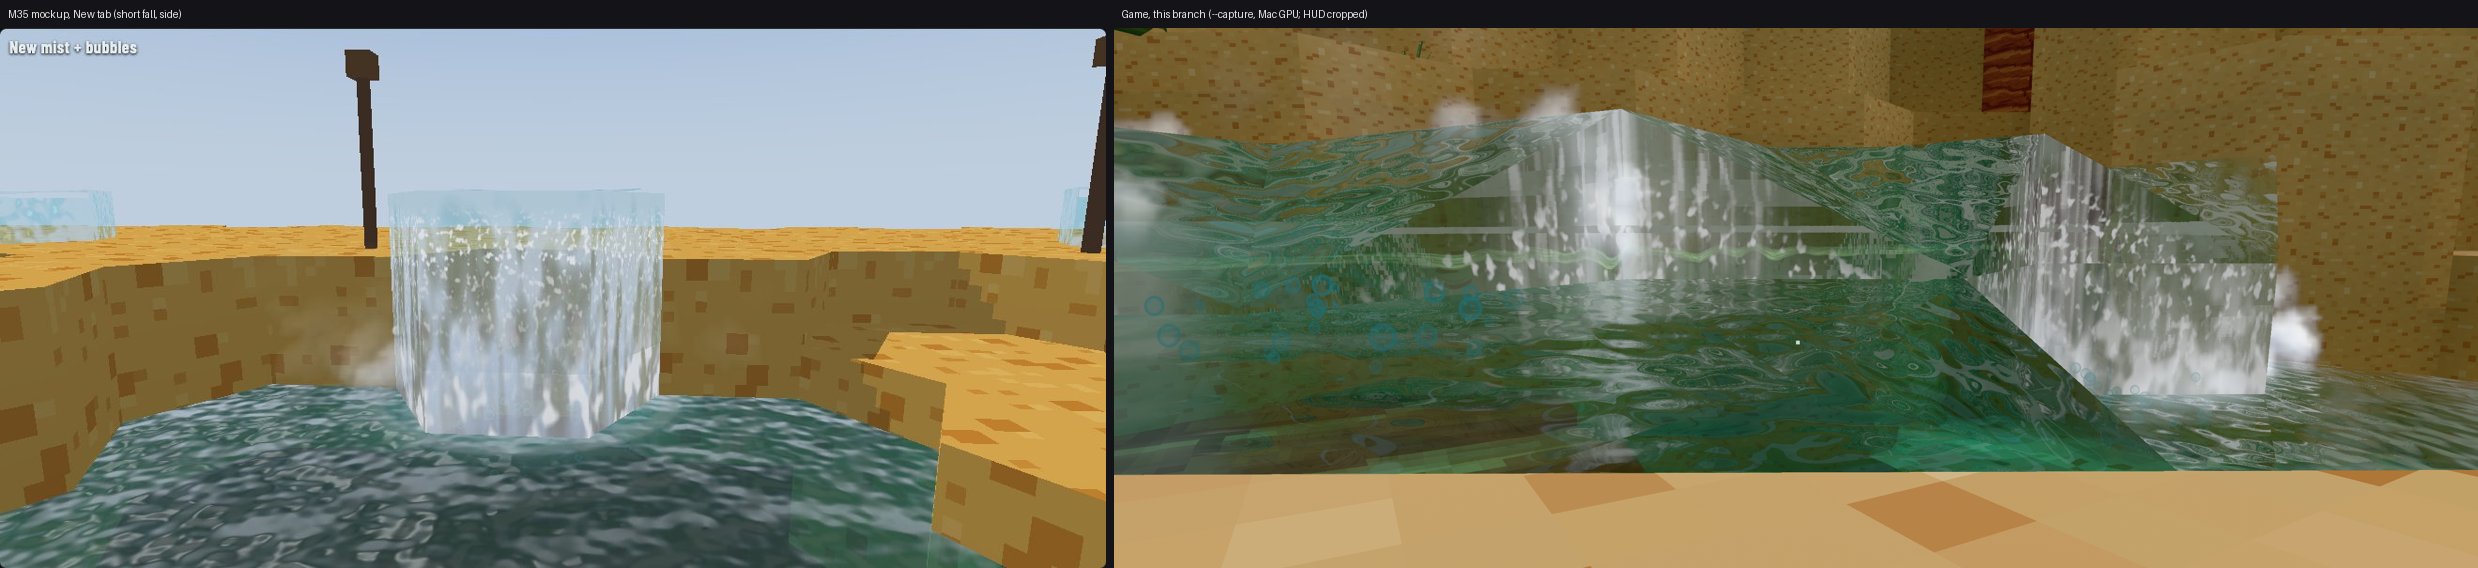 M35 mockup, New tab (short fall, side)
Game, this branch (--capture, Mac GPU; HUD cropped)
New mist + bubbles